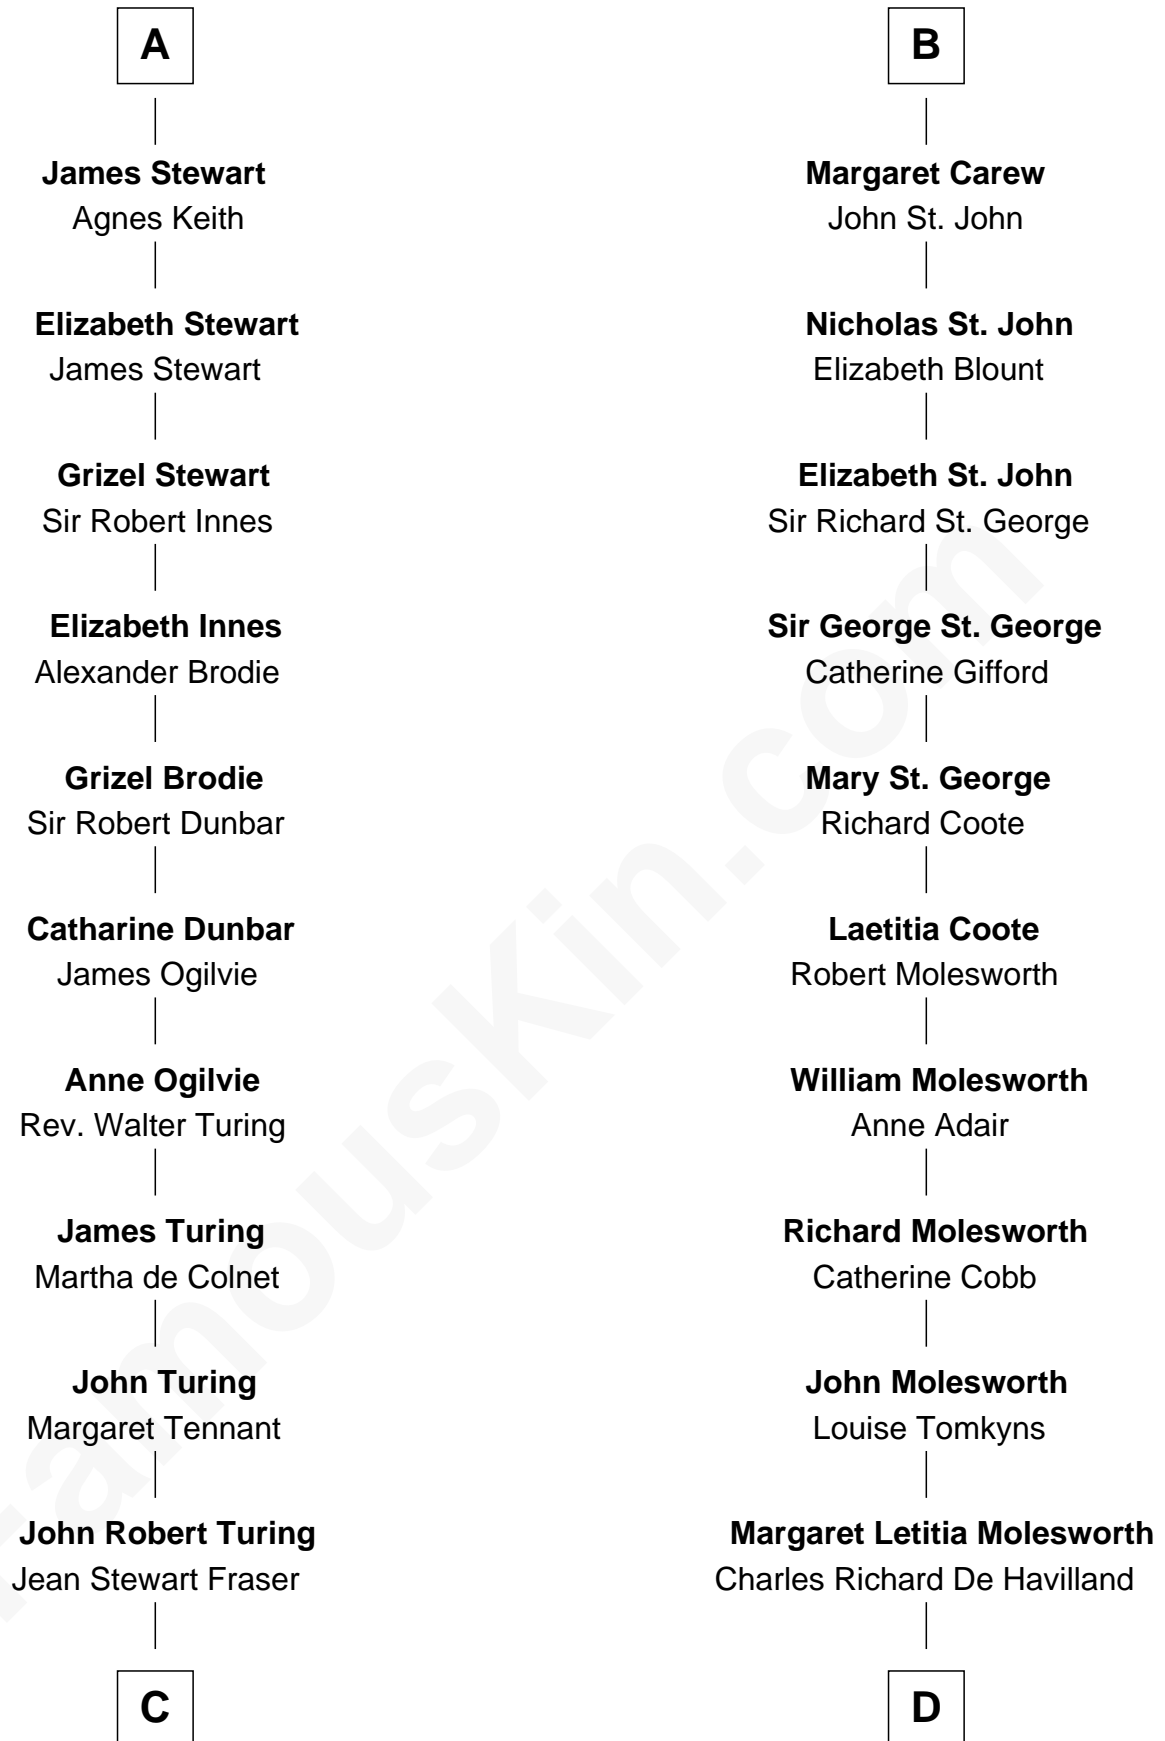 A
James Stewart
Agnes Keith
Elizabeth Stewart
James Stewart
Grizel Stewart
Sir Robert Innes
Elizabeth Innes
Alexander Brodie
Grizel Brodie
Sir Robert Dunbar
Catharine Dunbar
James Ogilvie
Anne Ogilvie
Rev. Walter Turing
James Turing
Martha de Colnet
John Turing
Margaret Tennant
John Robert Turing
Jean Stewart Fraser
C
B
Margaret Carew
John St. John
Nicholas St. John
Elizabeth Blount
Elizabeth St. John
Sir Richard St. George
Sir George St. George
Catherine Gifford
Mary St. George
Richard Coote
Laetitia Coote
Robert Molesworth
William Molesworth
Anne Adair
Richard Molesworth
Catherine Cobb
John Molesworth
Louise Tomkyns
Margaret Letitia Molesworth
Charles Richard De Havilland
D
FamousKin.com